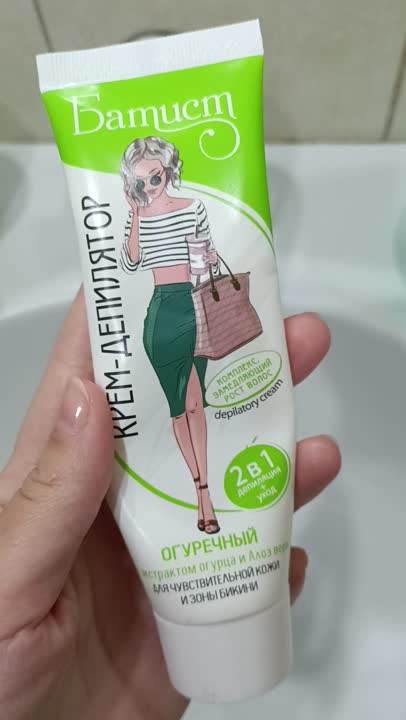 Батист
КРЕМ-ДЕПИЛЯТОР
КОМПЛЕКС,
ЗАМЕДЛЯЮЩИЙ
РОСТ ВОЛОС
depilatory cream
2 в 1
депиляция +
уход
ОГУРЕЧНЫЙ
экстрактом огурца и Алоэ вера
ДЛЯ ЧУВСТВИТЕЛЬНОЙ КОЖИ
И ЗОНЫ БИКИНИ